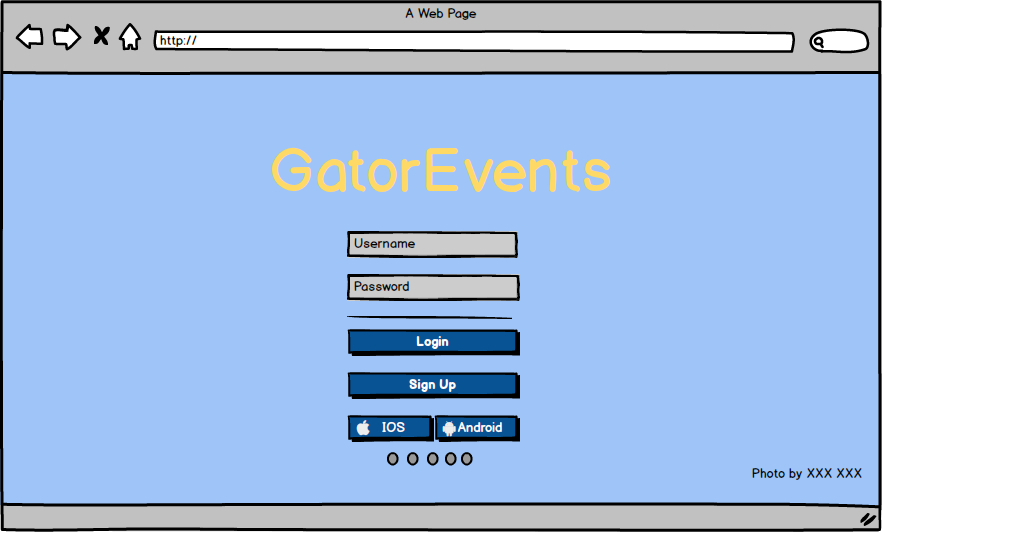 A Web Page
http://
GatorEvents
Username
Password
Login
Sign Up
IOS
Android
Photo by XXX XXX